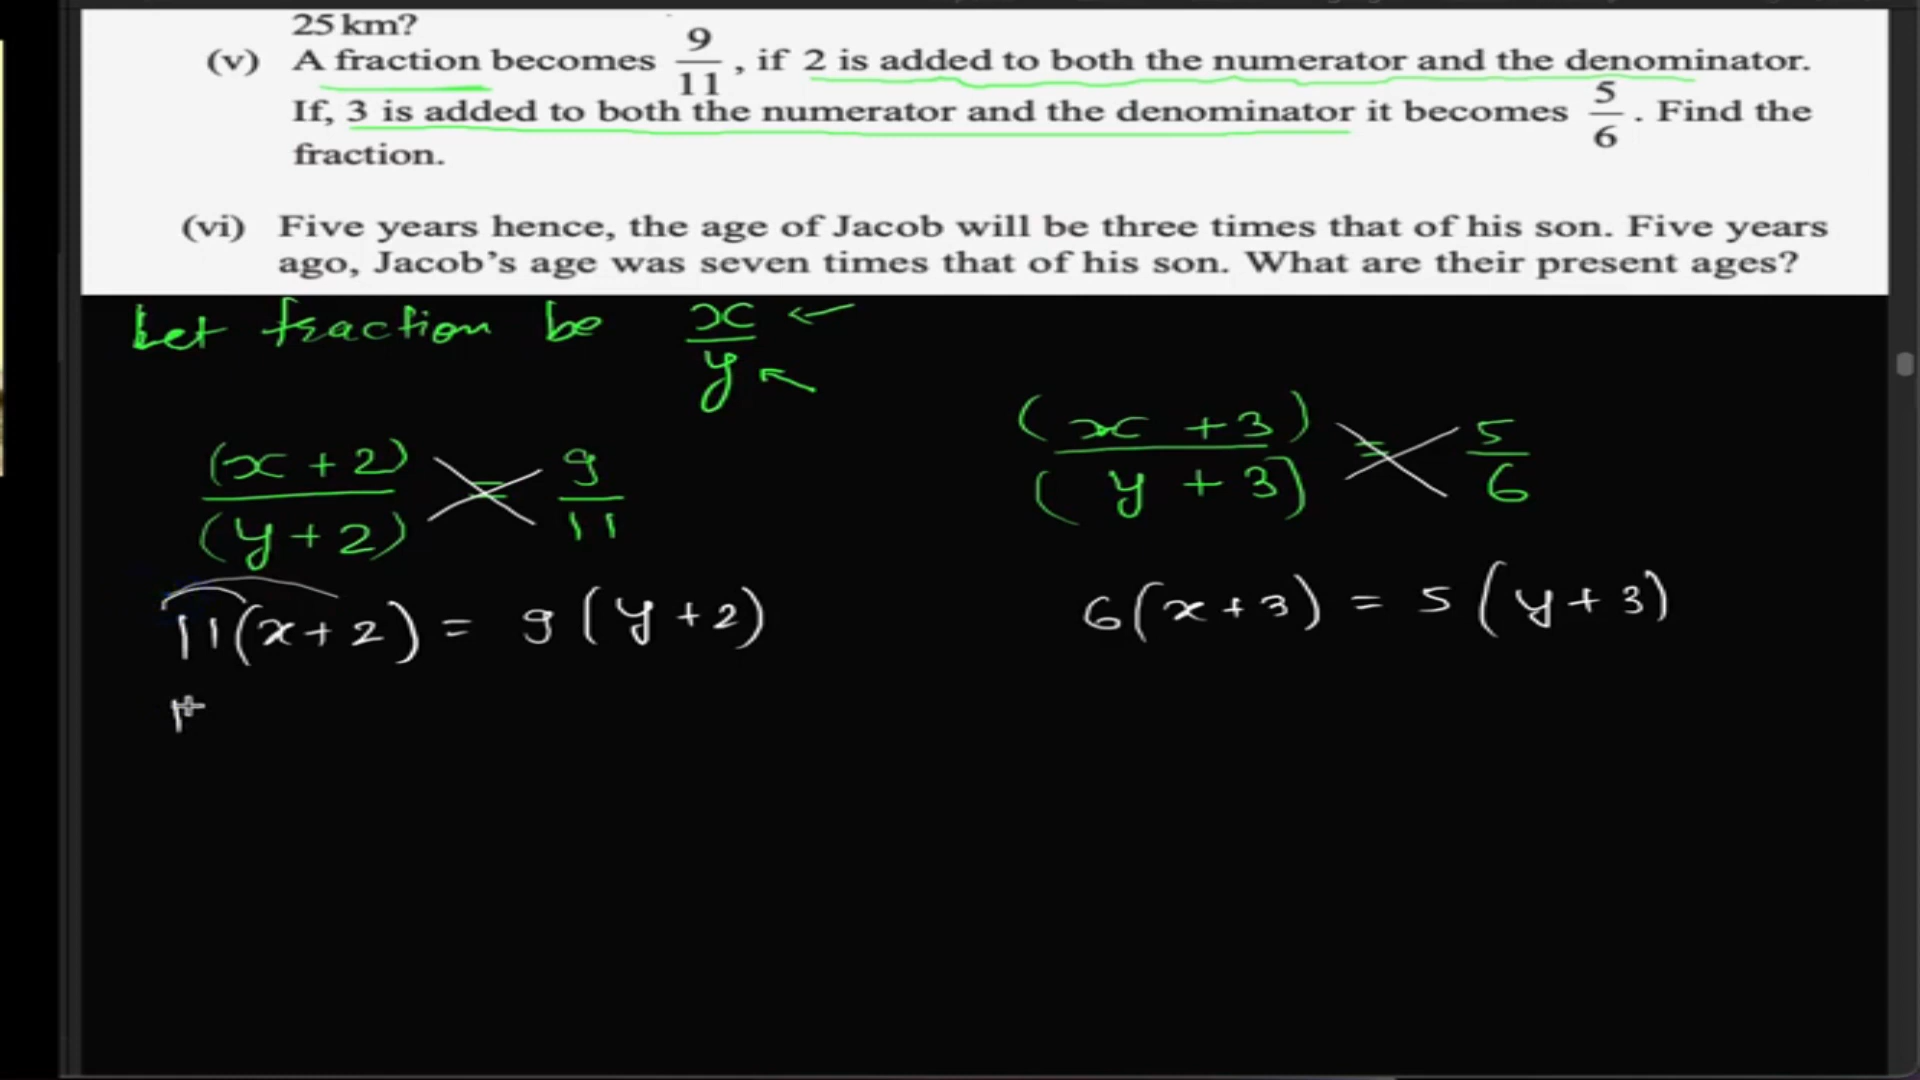 25 km?
(v) A fraction becomes 9/11, if 2 is added to both the numerator and the denominator.
If, 3 is added to both the numerator and the denominator it becomes 5/6. Find the
fraction.
(vi) Five years hence, the age of Jacob will be three times that of his son. Five years
ago, Jacob's age was seven times that of his son. What are their present ages?
Let fraction be x/y
(x + 2)/(y + 2) = 9/11
(x + 3)/(y + 3) = 5/6
11(x + 2) = 9(y + 2)
6(x + 3) = 5(y + 3)